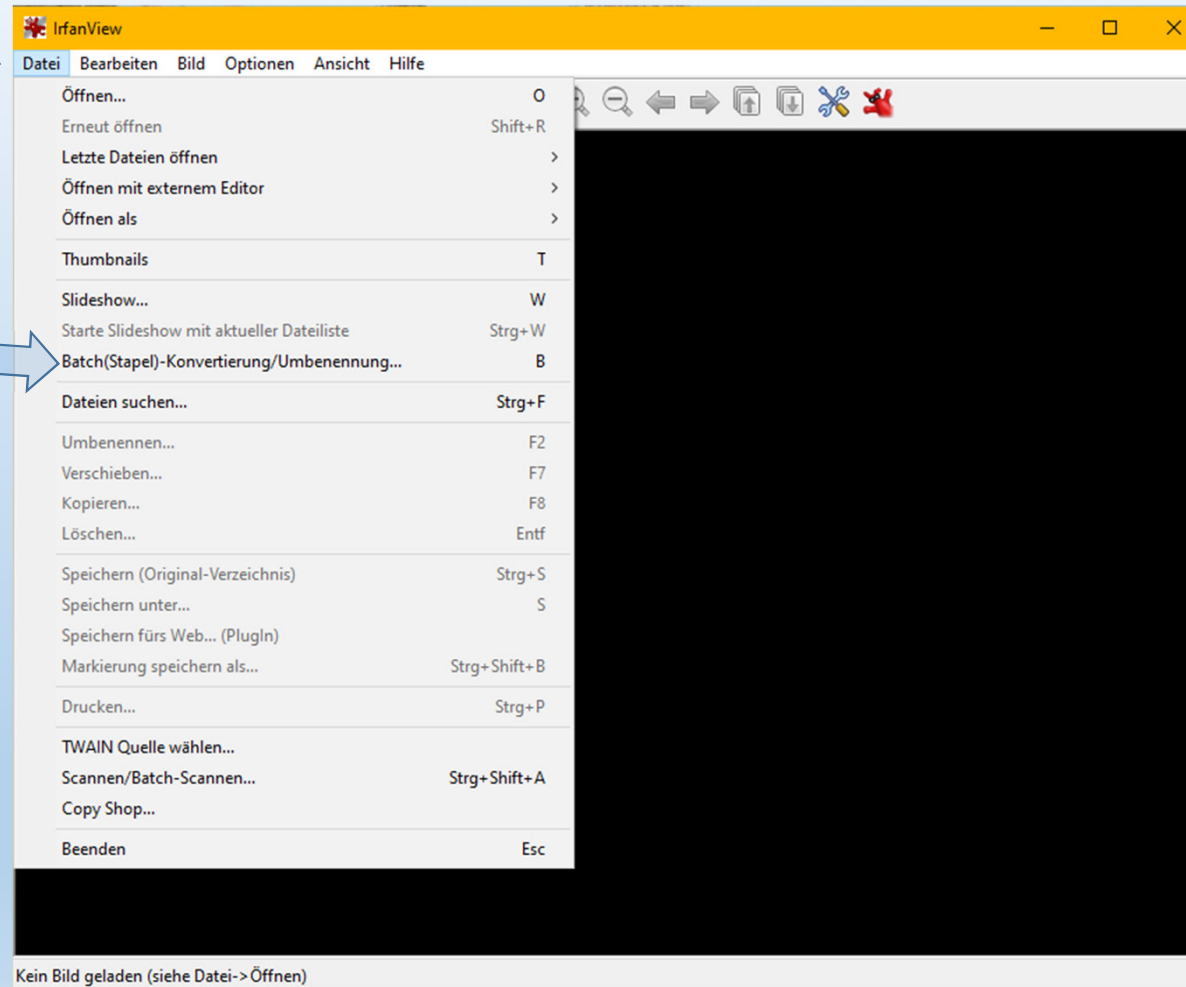 IrfanView
Datei Bearbeiten Bild Optionen Ansicht Hilfe
Öffnen... O
Erneut öffnen Shift+R
Letzte Dateien öffnen >
Öffnen mit externem Editor >
Öffnen als >
Thumbnails T
Slideshow... W
Starte Slideshow mit aktueller Dateiliste Strg+W
Batch(Stapel)-Konvertierung/Umbenennung... B
Dateien suchen... Strg+F
Umbenennen... F2
Verschieben... F7
Kopieren... F8
Löschen... Entf
Speichern (Original-Verzeichnis) Strg+S
Speichern unter... S
Speichern fürs Web... (PlugIn)
Markierung speichern als... Strg+Shift+B
Drucken... Strg+P
TWAIN Quelle wählen...
Scannen/Batch-Scannen... Strg+Shift+A
Copy Shop...
Beenden Esc
Kein Bild geladen (siehe Datei->Öffnen)